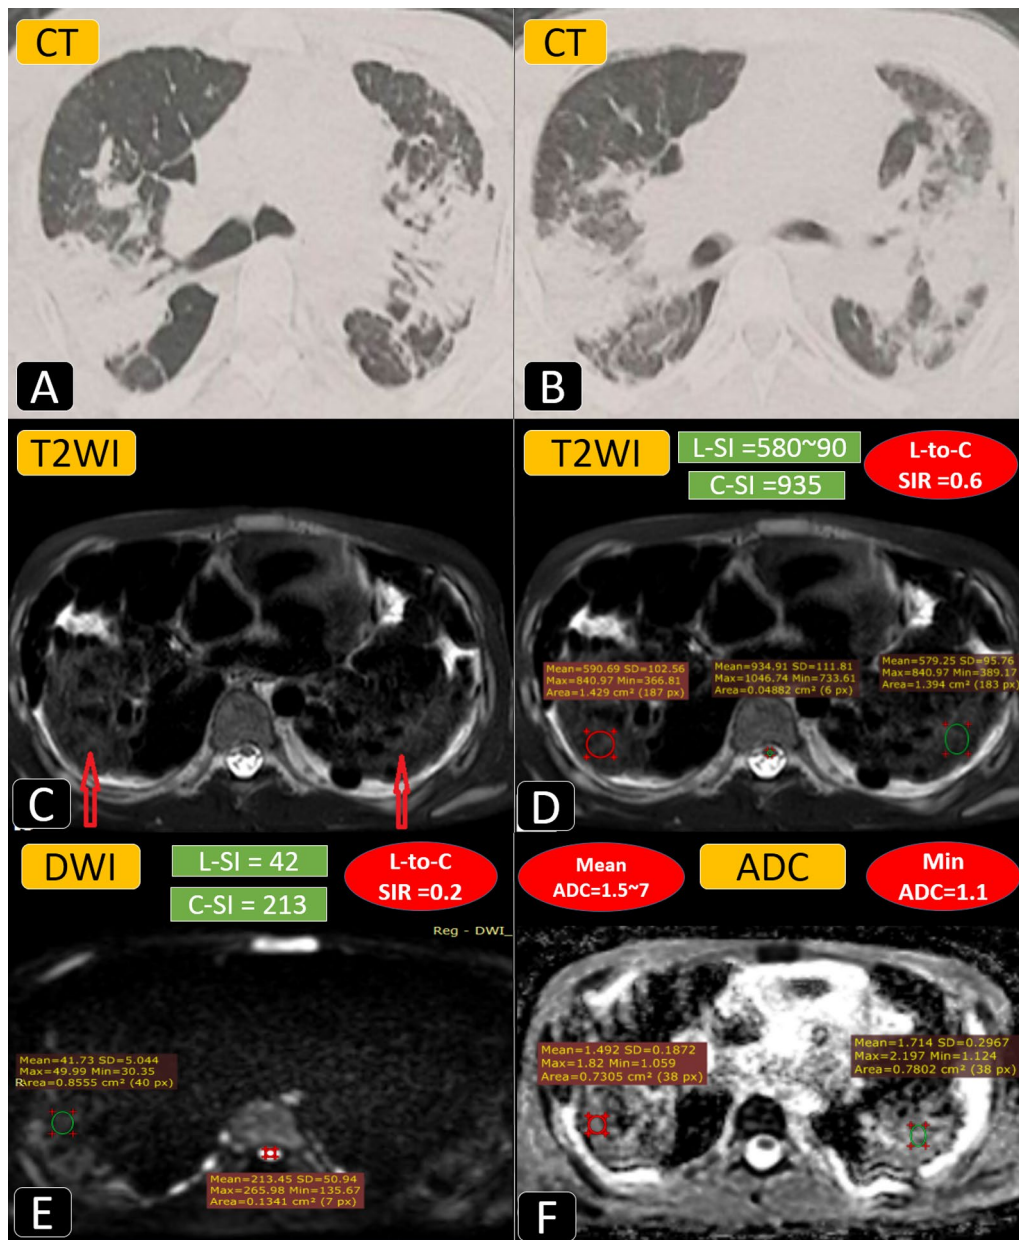 CT
CT
A
B
T2WI
T2WI
L-SI =580~90
C-SI =935
L-to-C
SIR =0.6
Mean=590.69 SD=102.56
Max=840.97 Min=366.81
Area=1.429 cm² (187 px)
Mean=934.91 SD=111.81
Max=1046.74 Min=733.61
Area=0.04882 cm² (6 px)
Mean=579.25 SD=95.76
Max=840.97 Min=389.17
Area=1.394 cm² (183 px)
C
D
DWI
L-SI = 42
C-SI = 213
L-to-C
SIR =0.2
Mean
ADC=1.5~7
ADC
Min
ADC=1.1
Reg - DWI_
Mean=41.73 SD=5.044
Max=49.99 Min=30.35
Area=0.8555 cm² (40 px)
R
Mean=213.45 SD=50.94
Max=265.98 Min=135.67
Area=0.1341 cm² (7 px)
Mean=1.492 SD=0.1872
Max=1.82 Min=1.059
Area=0.7305 cm² (38 px)
Mean=1.714 SD=0.2967
Max=2.197 Min=1.124
Area=0.7802 cm² (38 px)
E
F